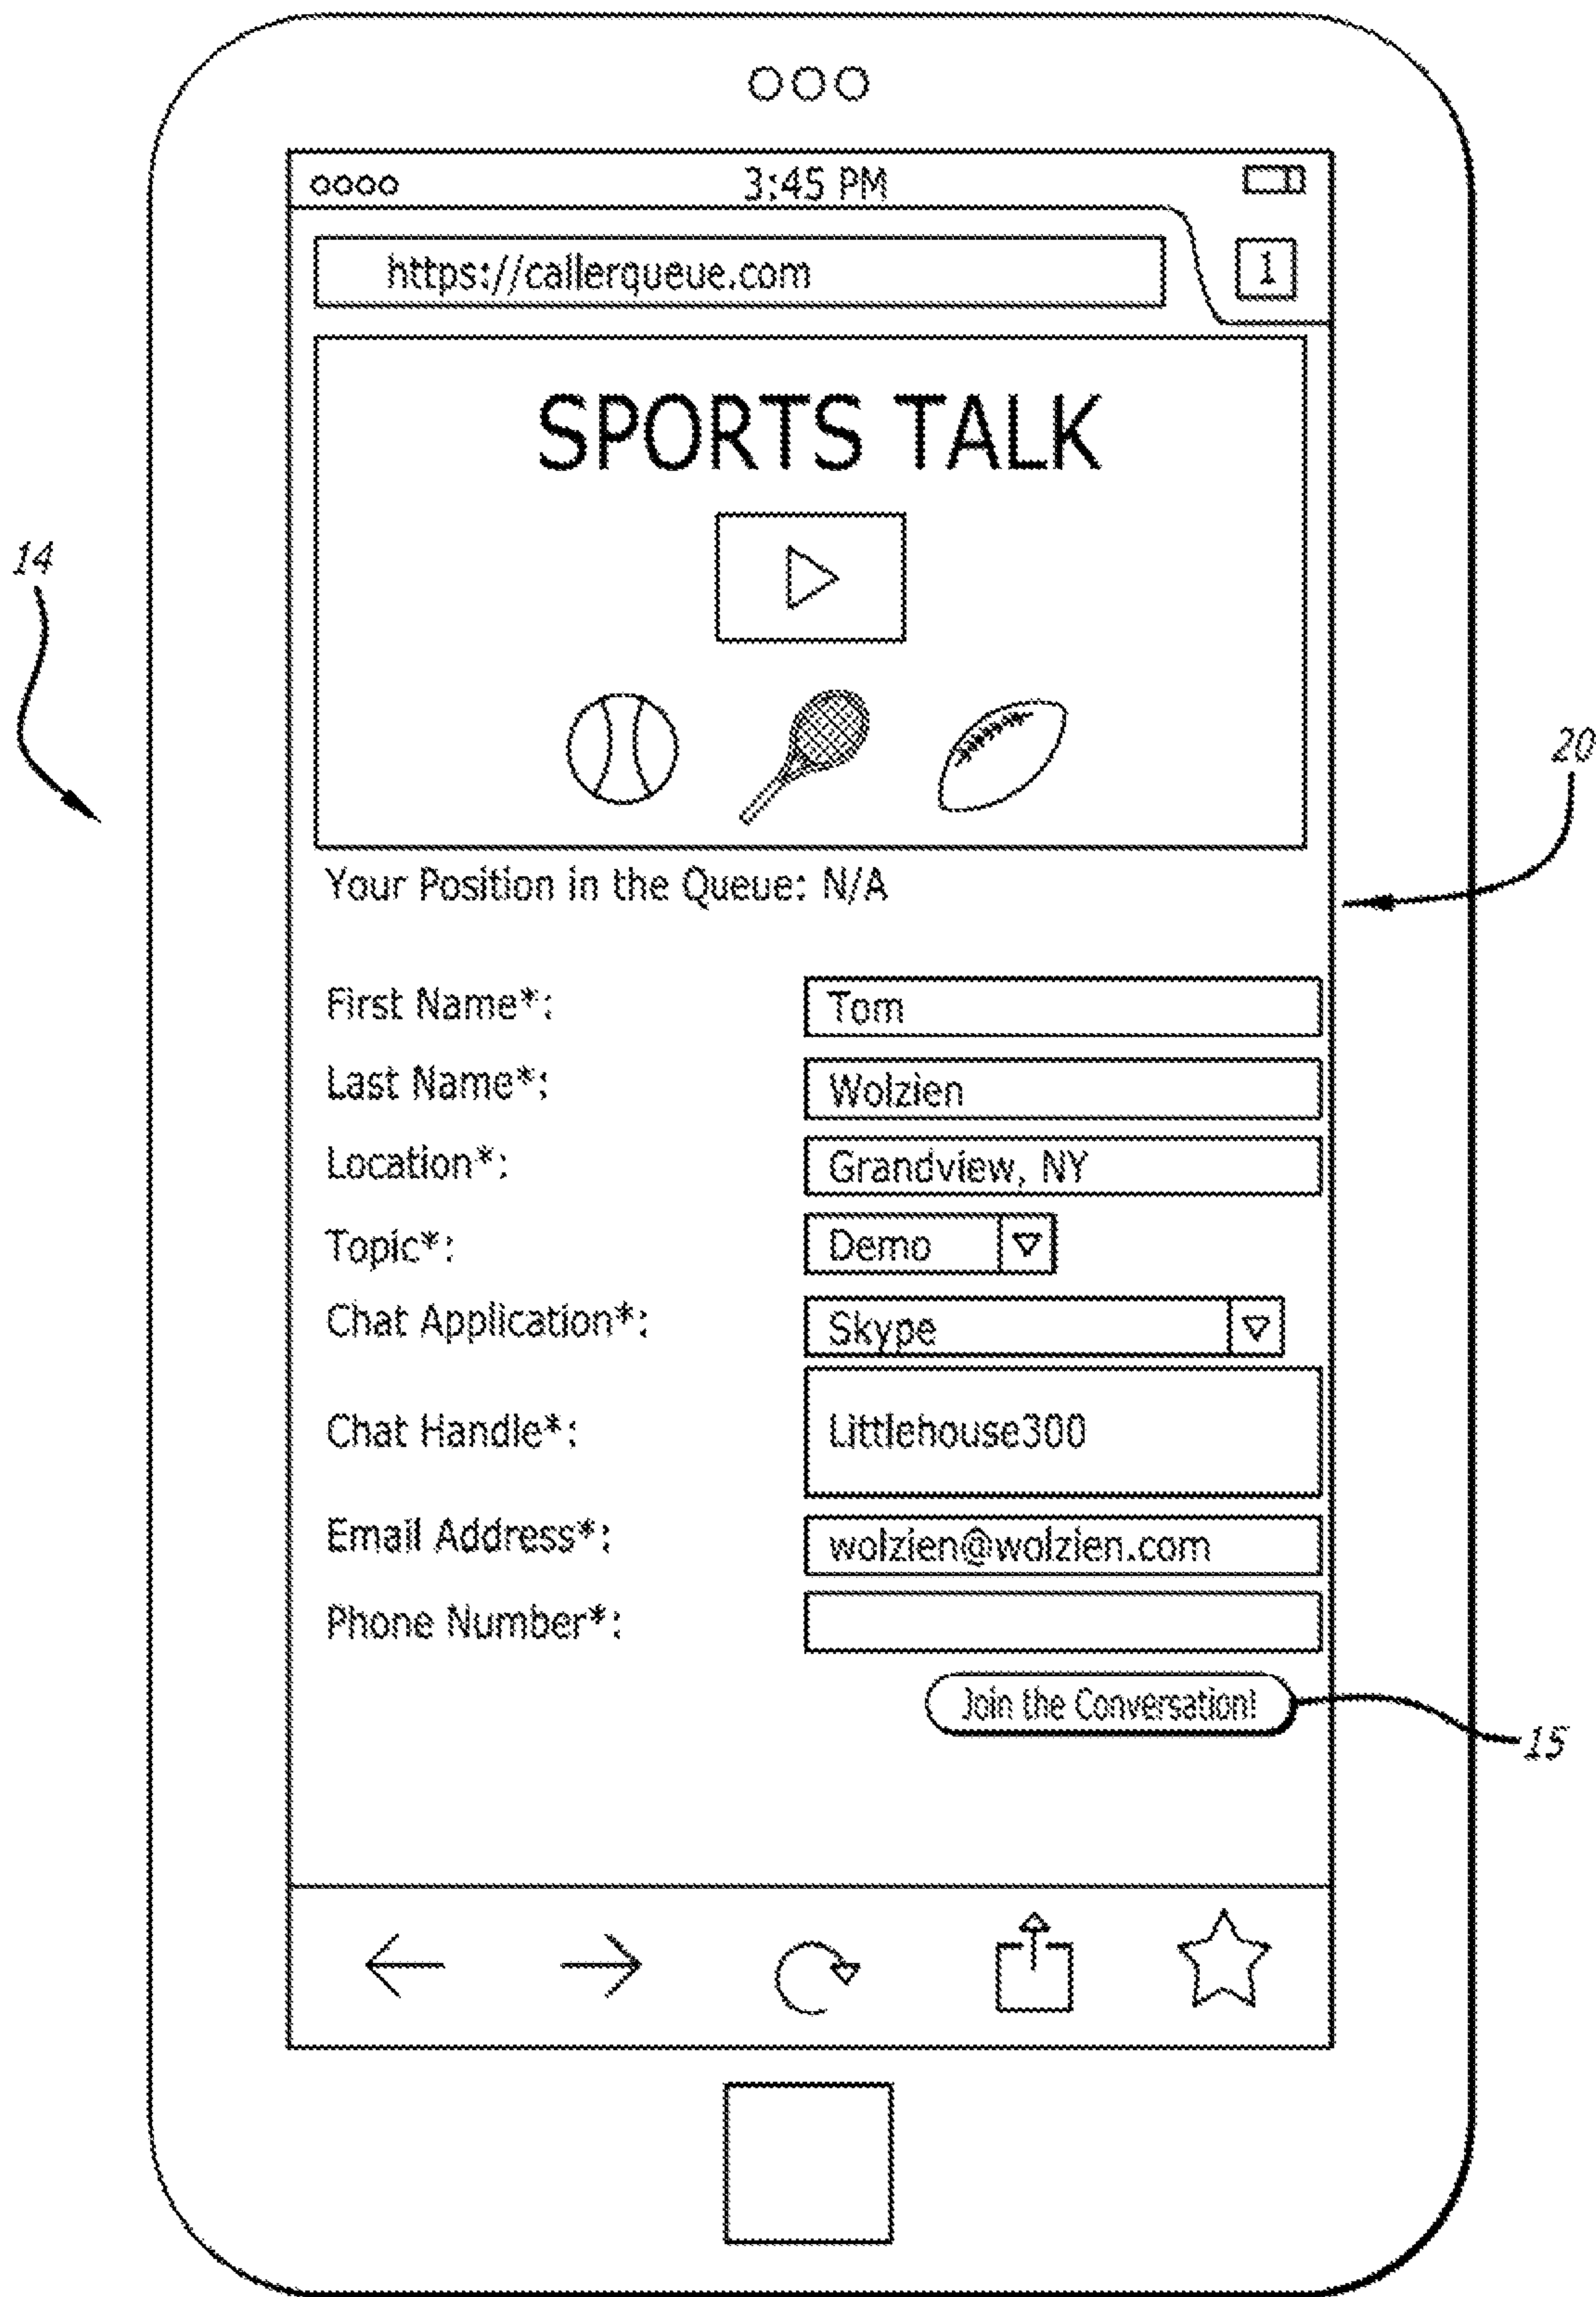 3:45 PM
https://callerqueue.com
1
SPORTS TALK
14
20
Your Position in the Queue: N/A
First Name*: Tom
Last Name*: Wolzien
Location*: Grandview, NY
Topic*: Demo
Chat Application*: Skype
Chat Handle*: Littlehouse300
Email Address*: wolzien@wolzien.com
Phone Number*:
Join the Conversation!
15